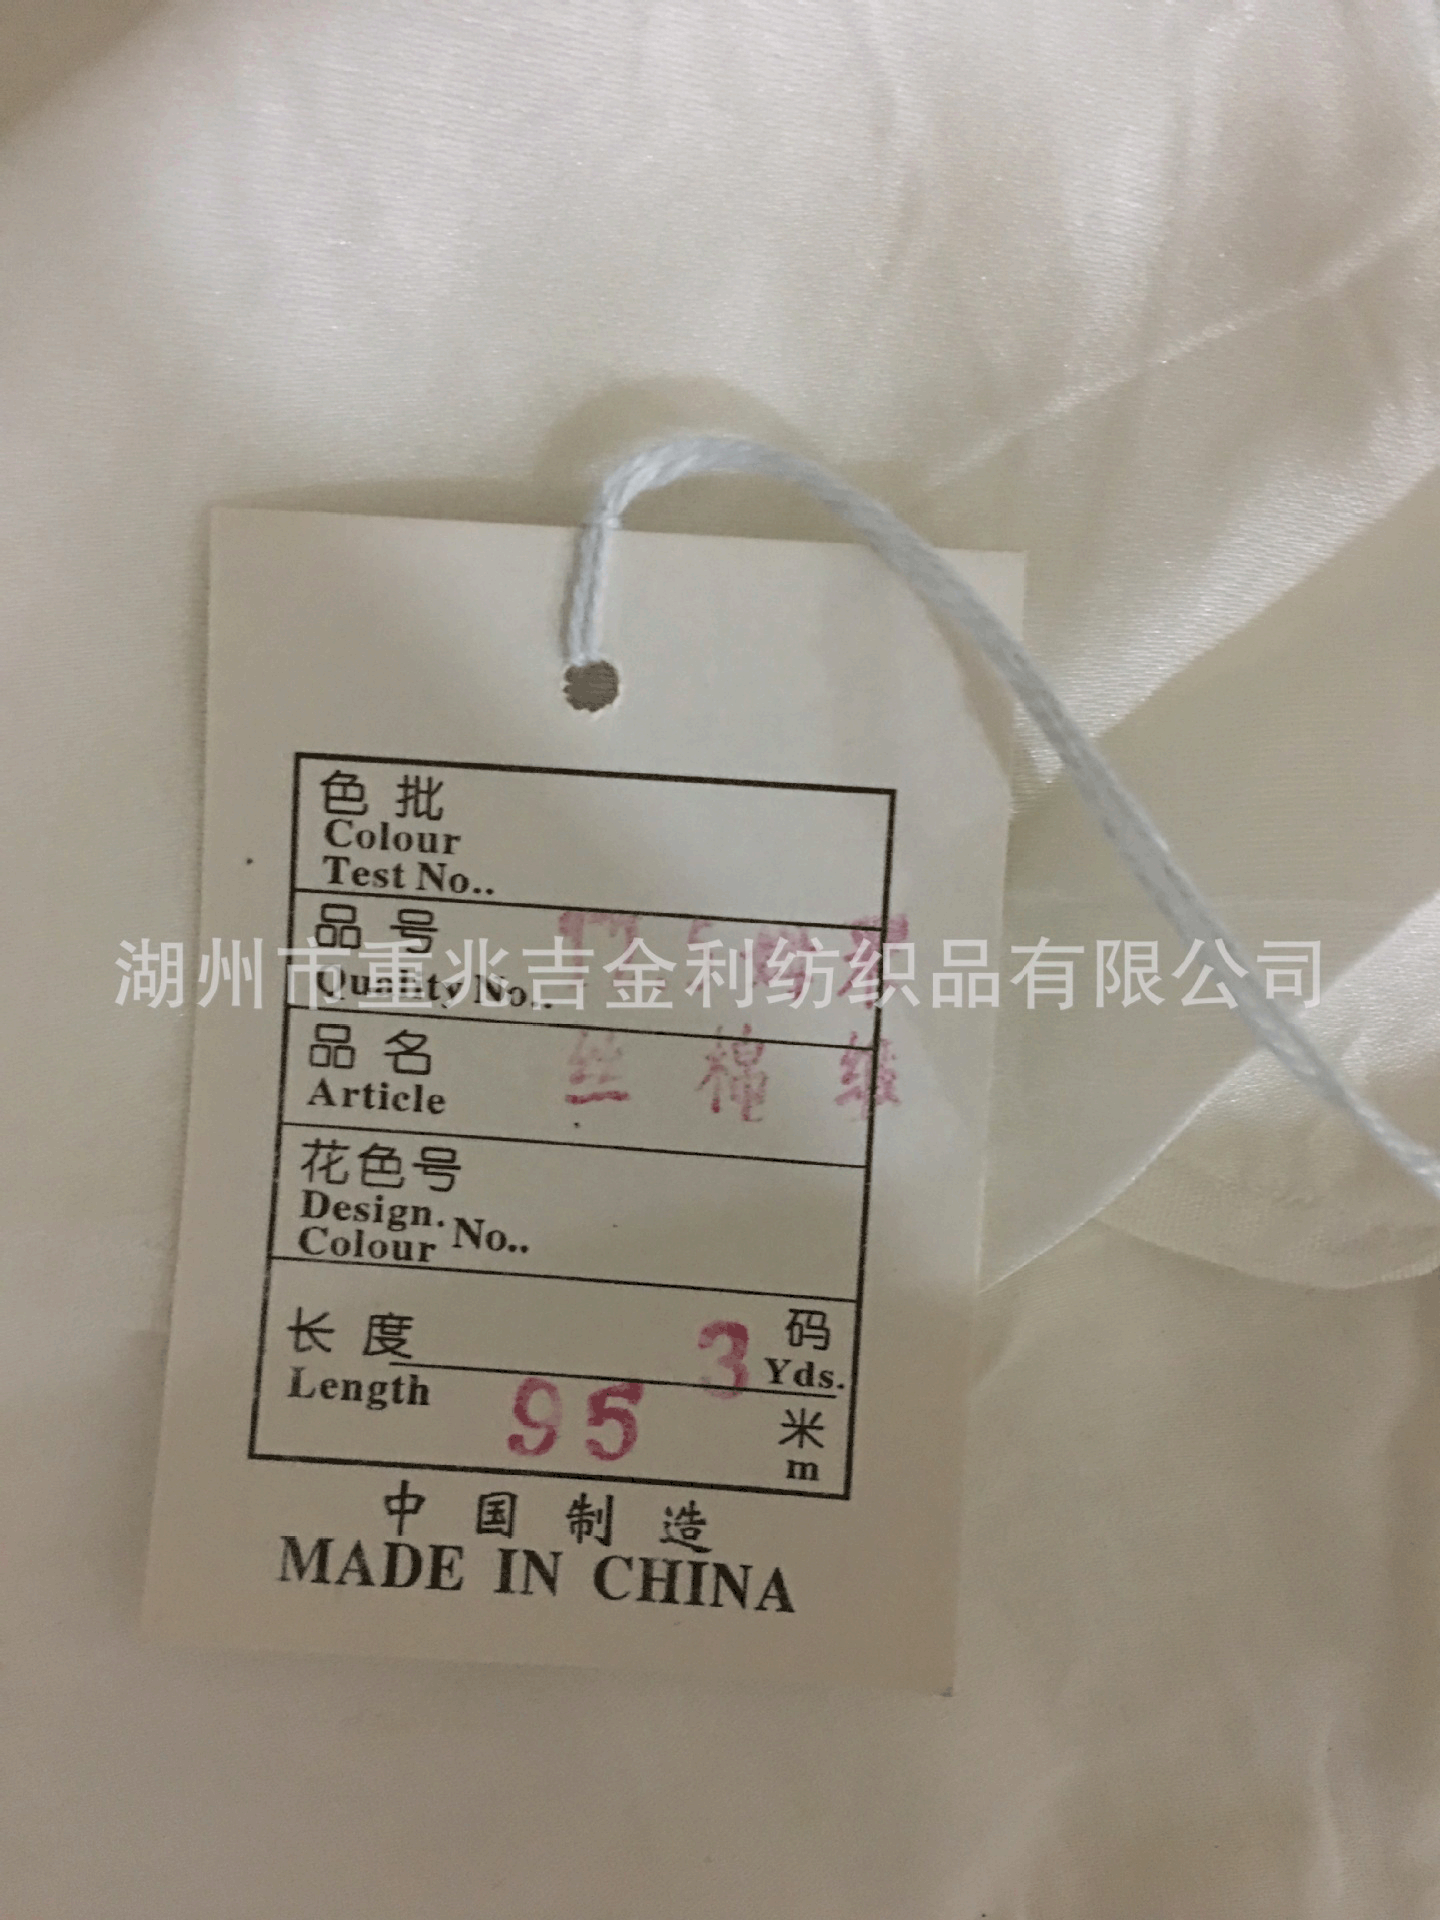 色批
Colour
Test No..
品号
Quality No..
湖州市重兆吉金利纺织品有限公司
品名 丝棉缎
Article
花色号
Design. No..
Colour
长度 3 码
Yds.
Length 95 米
m
中国制造
MADE IN CHINA